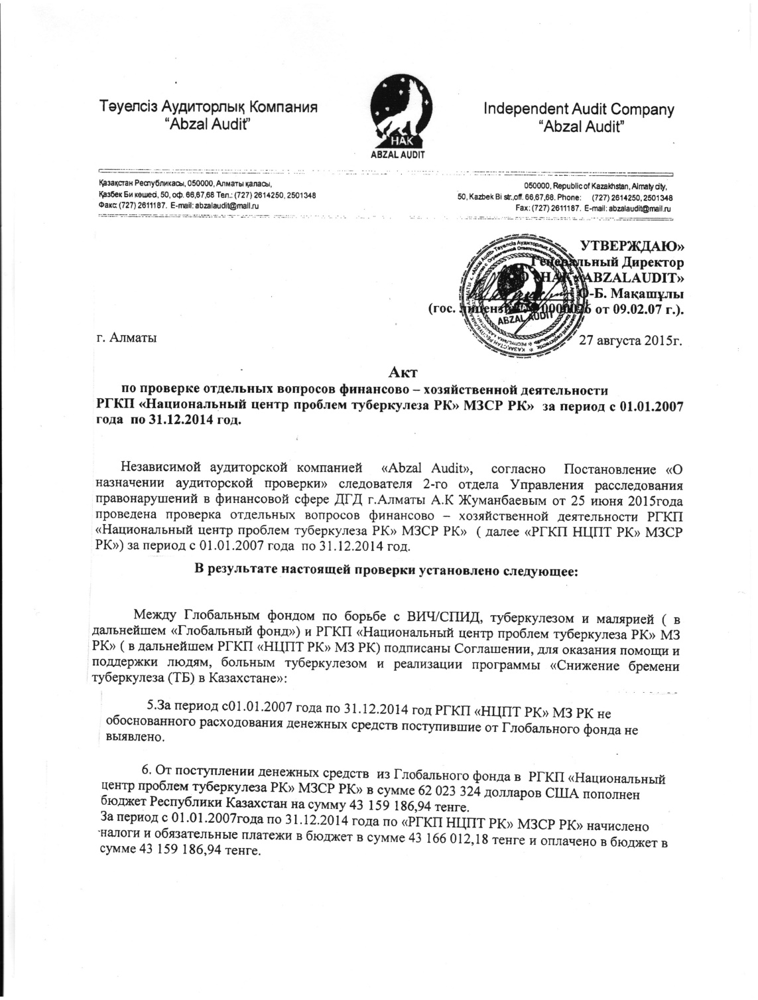 Тәуелсіз Аудиторлық Компания
“Abzal Audit”
НАК
ABZAL AUDIT
Independent Audit Company
“Abzal Audit”
Қазақстан Республикасы, 050000, Алматы қаласы,
Қазбек Би көшесі, 50, оф. 66,67,68 Тел.: (727) 2614250, 2501348
Факс: (727) 2611187. E-mail: abzalaudit@mail.ru
050000, Republic of Kazakhstan, Almaty city,
50, Kazbek Bi str.,off. 66,67,68. Phone: (727) 2614250, 2501348
Fax: (727) 2611187. E-mail: abzalaudit@mail.ru
УТВЕРЖДАЮ»
Генеральный Директор
«НАК «ABZALAUDIT»
О-Б. Мақашұлы
(гос. лицензия 0000026 от 09.02.07 г.).
ABZAL AUDIT
г. Алматы
27 августа 2015г.
Акт
по проверке отдельных вопросов финансово – хозяйственной деятельности
РГКП «Национальный центр проблем туберкулеза РК» МЗСР РК» за период с 01.01.2007
года по 31.12.2014 год.
Независимой аудиторской компанией «Abzal Audit», согласно Постановление «О
назначении аудиторской проверки» следователя 2-го отдела Управления расследования
правонарушений в финансовой сфере ДГД г.Алматы А.К Жуманбаевым от 25 июня 2015года
проведена проверка отдельных вопросов финансово – хозяйственной деятельности РГКП
«Национальный центр проблем туберкулеза РК» МЗСР РК» ( далее «РГКП НЦПТ РК» МЗСР
РК») за период с 01.01.2007 года по 31.12.2014 год.
В результате настоящей проверки установлено следующее:
Между Глобальным фондом по борьбе с ВИЧ/СПИД, туберкулезом и малярией ( в
дальнейшем «Глобальный фонд») и РГКП «Национальный центр проблем туберкулеза РК» МЗ
РК» ( в дальнейшем РГКП «НЦПТ РК» МЗ РК) подписаны Соглашении, для оказания помощи и
поддержки людям, больным туберкулезом и реализации программы «Снижение бремени
туберкулеза (ТБ) в Казахстане»:
5.За период с01.01.2007 года по 31.12.2014 год РГКП «НЦПТ РК» МЗ РК не
обоснованного расходования денежных средств поступившие от Глобального фонда не
выявлено.
6. От поступлении денежных средств из Глобального фонда в РГКП «Национальный
центр проблем туберкулеза РК» МЗСР РК» в сумме 62 023 324 долларов США пополнен
бюджет Республики Казахстан на сумму 43 159 186,94 тенге.
За период с 01.01.2007года по 31.12.2014 года по «РГКП НЦПТ РК» МЗСР РК» начислено
налоги и обязательные платежи в бюджет в сумме 43 166 012,18 тенге и оплачено в бюджет в
сумме 43 159 186,94 тенге.